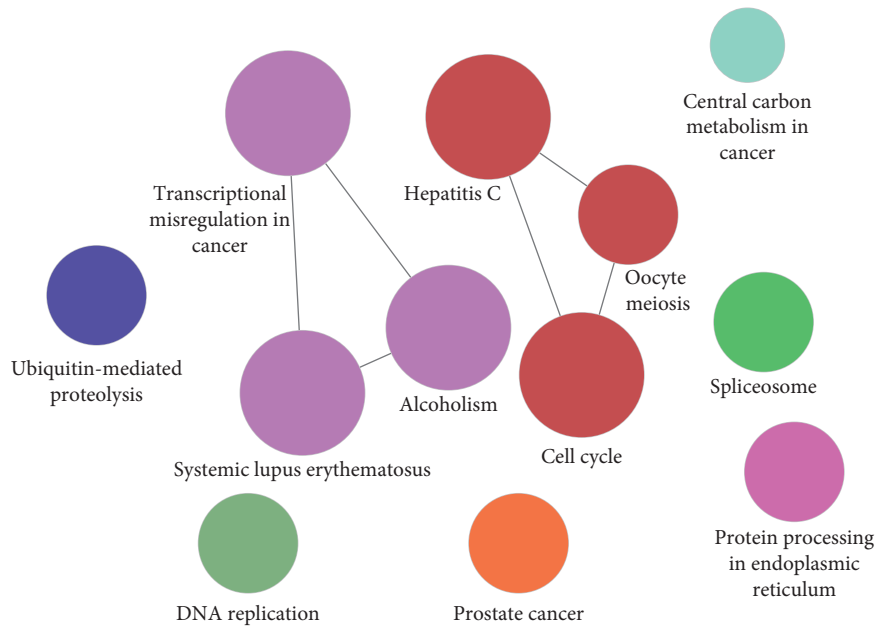 Central carbon
metabolism in
cancer
Transcriptional
misregulation in
cancer
Hepatitis C
Oocyte
meiosis
Ubiquitin-mediated
proteolysis
Alcoholism
Spliceosome
Systemic lupus erythematosus
Cell cycle
Protein processing
in endoplasmic
reticulum
DNA replication
Prostate cancer